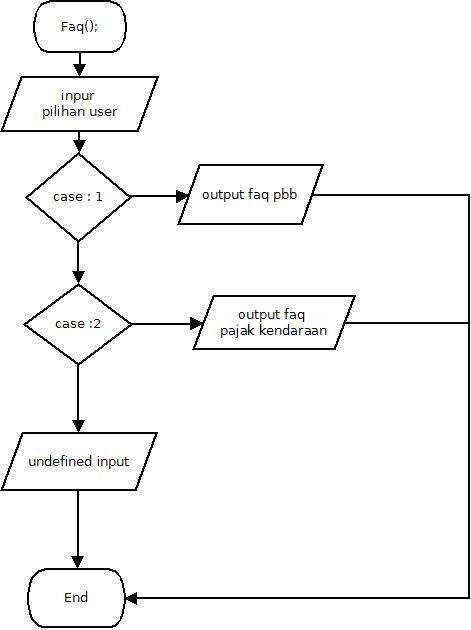 Faq();
inpur
pilihan user
case : 1
output faq pbb
case :2
output faq
pajak kendaraan
undefined input
End